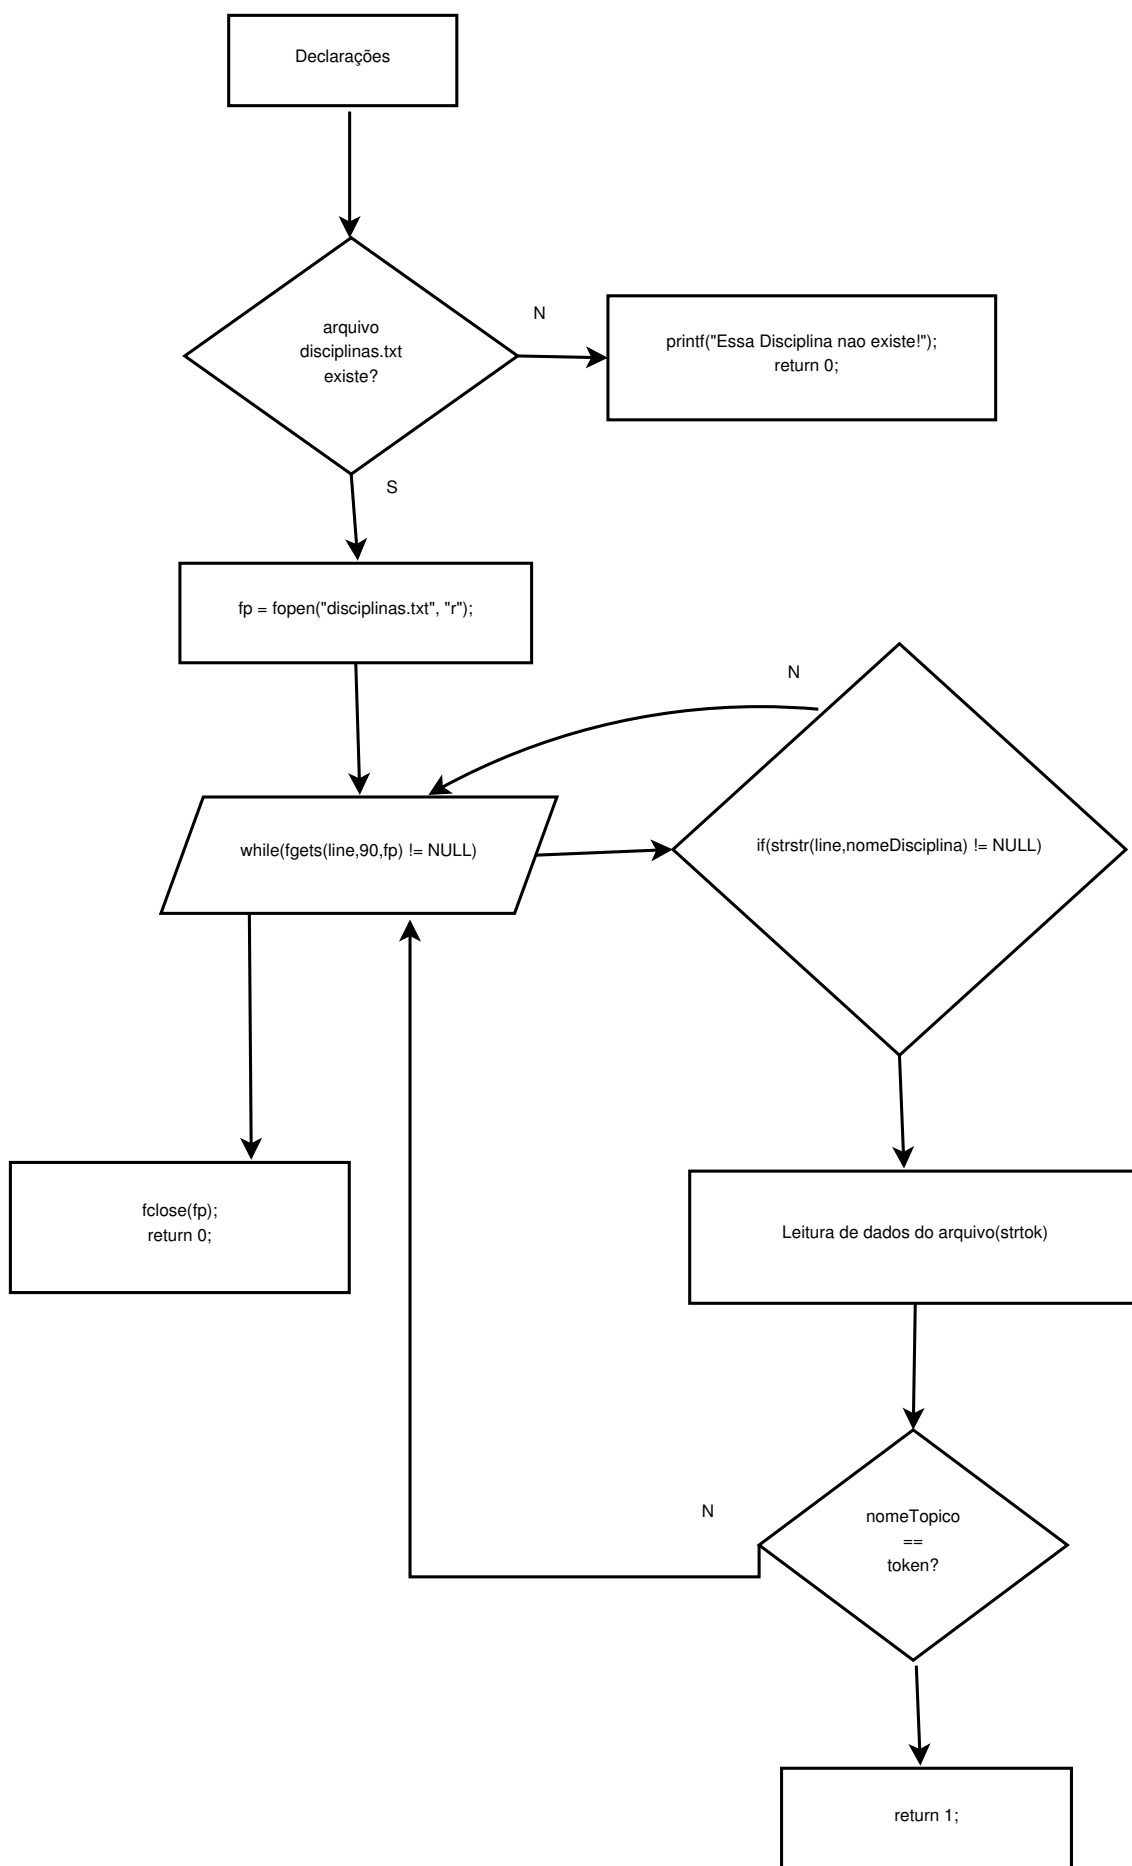 Declarações
arquivo
disciplinas.txt
existe?
N
printf("Essa Disciplina nao existe!");
return 0;
S
fp = fopen("disciplinas.txt", "r");
N
while(fgets(line,90,fp) != NULL)
if(strstr(line,nomeDisciplina) != NULL)
fclose(fp);
return 0;
Leitura de dados do arquivo(strtok)
N
nomeTopico
==
token?
return 1;